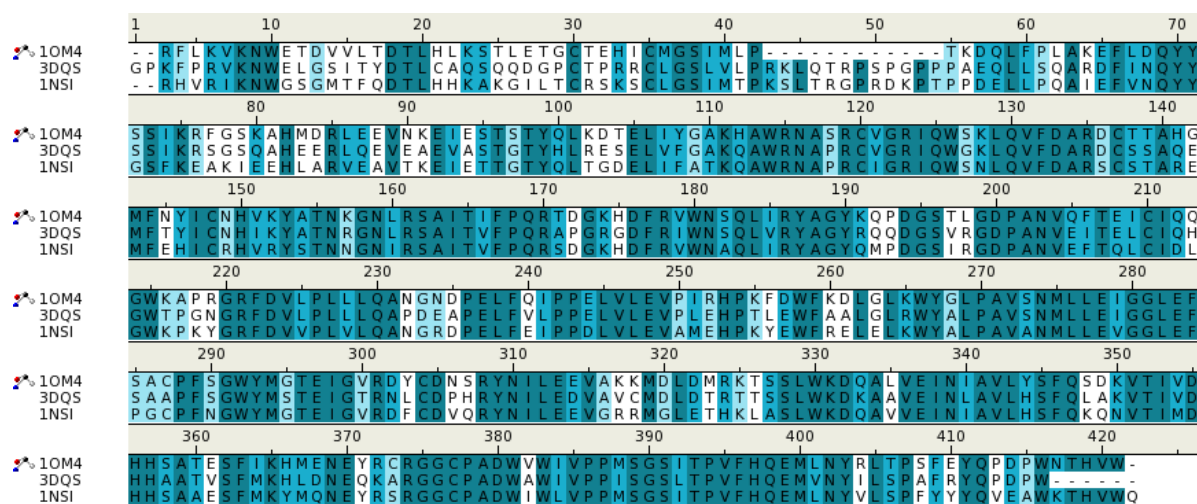 1 10 20 30 40 50 60 70
1OM4 --RFLKVKNWETDVVLTDTLHLKSTLETGCTEHICMGSIMLP------------TKDQLFPLAKEFLDQYY
3DQS GPKFPRVKNWELGSITYDTLCAQSQQDGPCTPRRCLGSLVLPRKLQTRPSPGPPPAEQLLSQARDFINQYY
1NSI --RHVRIKNWGSGMTFQDTLHHKAKGILTCRSKSCLGSIMTPKSLTRGPRDKPTPPDELLPQAIEFVNQYY
80 90 100 110 120 130 140
1OM4 SSIKRFGSKAHMDRLEEVNKEIESTSTYQLKDTELIYGAKHAWRNASRCVGRIQWSKLQVFDARDCTTAHG
3DQS SSIKRSGSQAHEERLQEVEAEVASTGTYHLRESELVFGAKQAWRNAPRCVGRIQWGKLQVFDARDCSSAQE
1NSI GSFKEAKIEEHLARVEAVTKEIETTGTYQLTGDELIFATKQAWRNAPRCIGRIQWSNLQVFDARSCSTARE
150 160 170 180 190 200 210
1OM4 MFNYICNHVKYATNKGNLRSAITIFPQRTDGKHDFRVWNSQLIRYAGYKQPDGSTLGDPANVQFTEICIQQ
3DQS MFTYICNHIKYATNRGNLRSAITVFPQRAPGRGDFRIWNSQLVRYAGYRQQDGSVRGDPANVEITELCIQH
1NSI MFEHICRHVRYSTNNGNIRSAITVFPQRSDGKHDFRVWNAQLIRYAGYQMPDGSIRGDPANVEFTQLCIDL
220 230 240 250 260 270 280
1OM4 GWKAPRGRFDVLPLLLQANGNDPELFQIPPELVLEVPIRHPKFDWFKDLGLKWYGLPAVSNMLLEIGGLEF
3DQS GWTPGNGRFDVLPLLLQAPDEAPELFVLPPELVLEVPLEHPTLEWFAALGLRWYALPAVSNMLLEIGGLEF
1NSI GWKPKYGRFDVVPLVLQANGRDPELFEIPPDLVLEVAMEHPKYEWFRELELKWYALPAVANMLLEVGGLEF
290 300 310 320 330 340 350
1OM4 SACPFSGWYMGTEIGVRDYCDNSRYNILEEVAKKMDLDMRKTSSLWKDQALVEINIAVLYSFQSDKVTIVD
3DQS SAAPFSGWYMSTEIGTRNLCDPHRYNILEDVAVCMDLDTRTTSSLWKDKAAVEINLAVLHSFQLAKVTIVD
1NSI PGCPFNGWYMGTEIGVRDFCDVQRYNILEEVGRRMGLETHKLASLWKDQAVVEINIAVLHSFQKQNVTIMD
360 370 380 390 400 410 420
1OM4 HHSATESFIKHMENEYRCRGGCPADWVWIVPPMSGSITPVFHQEMLNYRLTPSFEYQPDPWNTHVW-
3DQS HHAATVSFMKHLDNEQKARGGCPADWAWIVPPISGSLTPVFHQEMVNYILSPAFRYQPDPW------
1NSI HHSAAESFMKYMQNEYRSRGGCPADWIWLVPPMSGSITPVFHQEMLNYVLSPFYYYQVEAWKTHVWQ